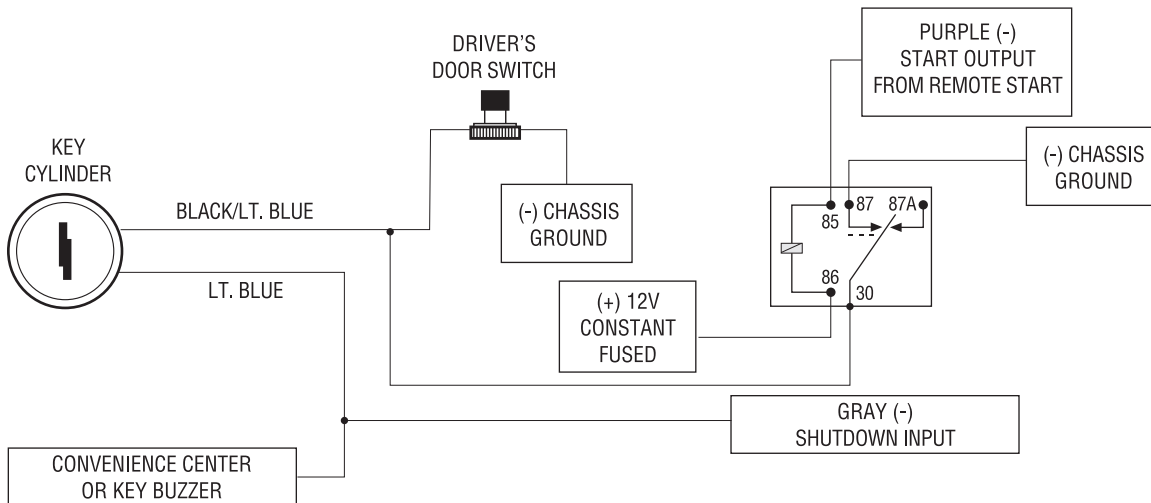 PURPLE (-)
START OUTPUT
FROM REMOTE START
DRIVER'S
DOOR SWITCH
KEY
CYLINDER
(-) CHASSIS
GROUND
BLACK/LT. BLUE
(-) CHASSIS
GROUND
85
87
87A
LT. BLUE
86
30
(+) 12V
CONSTANT
FUSED
GRAY (-)
SHUTDOWN INPUT
CONVENIENCE CENTER
OR KEY BUZZER